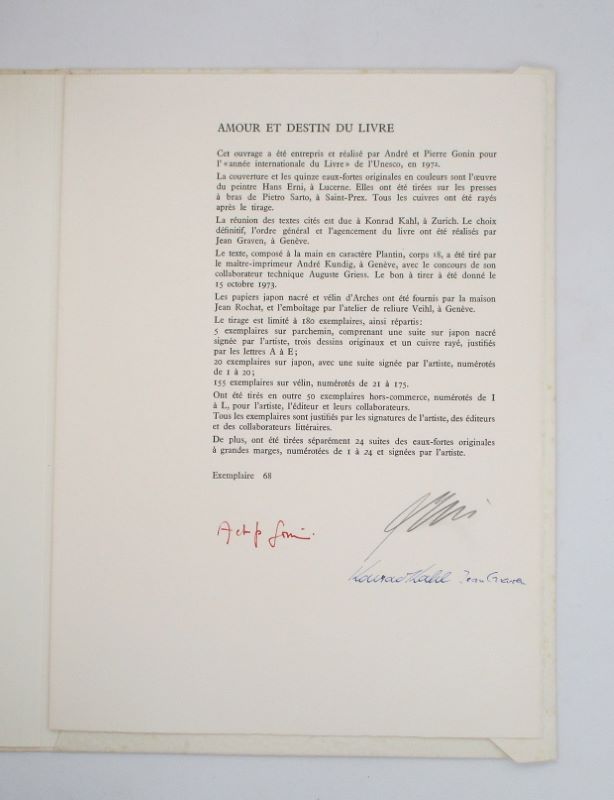 AMOUR ET DESTIN DU LIVRE
Cet ouvrage a été entrepris et réalisé par André et Pierre Gonin pour
l'«année internationale du Livre» de l'Unesco, en 1972.
La couverture et les quinze eaux-fortes originales en couleurs sont l'œuvre
du peintre Hans Erni, à Lucerne. Elles ont été tirées sur les presses
à bras de Pietro Sarto, à Saint-Prex. Tous les cuivres ont été rayés
après le tirage.
La réunion des textes cités est due à Konrad Kahl, à Zurich. Le choix
définitif, l'ordre général et l'agencement du livre ont été réalisés par
Jean Graven, à Genève.
Le texte, composé à la main en caractère Plantin, corps 18, a été tiré par
le maître-imprimeur André Kundig, à Genève, avec le concours de son
collaborateur technique Auguste Griess. Le bon à tirer a été donné le
15 octobre 1973.
Les papiers japon nacré et vélin d'Arches ont été fournis par la maison
Jean Rochat, et l'emboîtage par l'atelier de reliure Veihl, à Genève.
Le tirage est limité à 180 exemplaires, ainsi répartis:
5 exemplaires sur parchemin, comprenant une suite sur japon nacré
signée par l'artiste, trois dessins originaux et un cuivre rayé, justifiés
par les lettres A à E;
20 exemplaires sur japon, avec une suite signée par l'artiste, numérotés
de 1 à 20;
155 exemplaires sur vélin, numérotés de 21 à 175.
Ont été tirés en outre 50 exemplaires hors-commerce, numérotés de I
à L, pour l'artiste, l'éditeur et leurs collaborateurs.
Tous les exemplaires sont justifiés par les signatures de l'artiste, des éditeurs
et des collaborateurs littéraires.
De plus, ont été tirées séparément 24 suites des eaux-fortes originales
à grandes marges, numérotées de 1 à 24 et signées par l'artiste.
Exemplaire 68
A et P Gonin.
Erni
Konrad Kahl Jean Graven